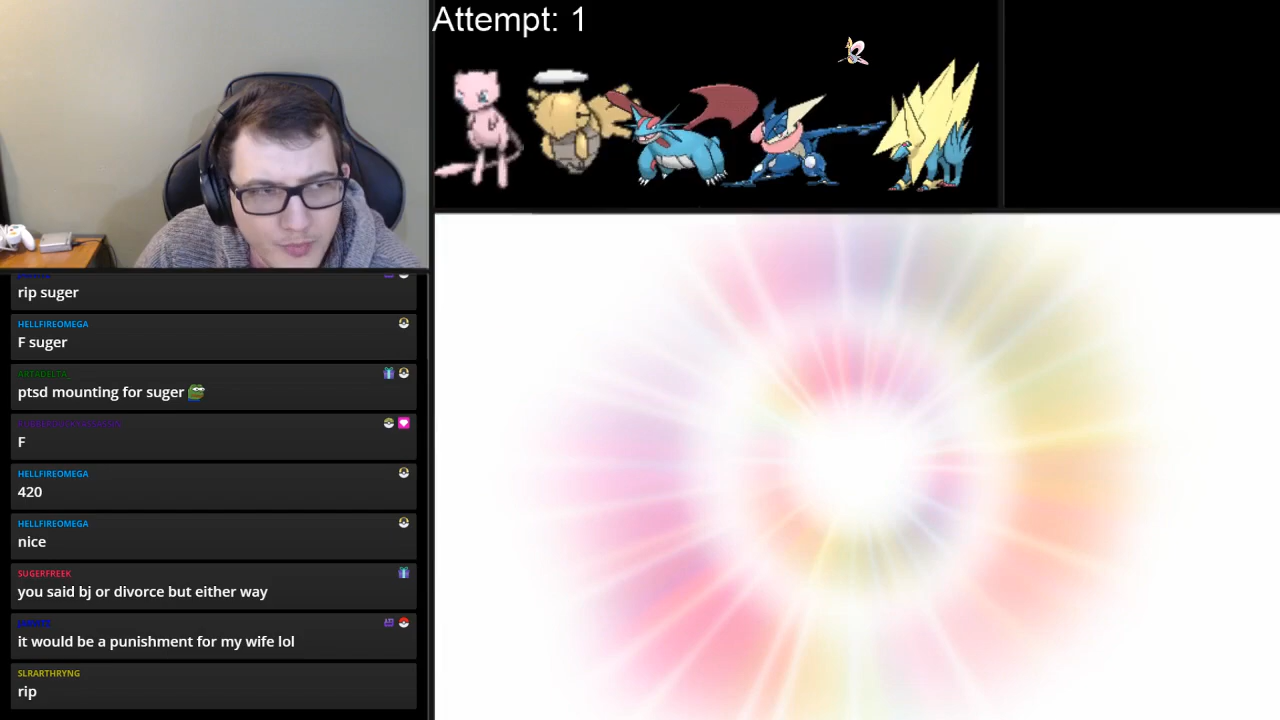 Attempt: 1
rip suger
HELLFIREOMEGA
F suger
ARTADELTA_
ptsd mounting for suger
F
HELLFIREOMEGA
420
HELLFIREOMEGA
nice
SUGERFREEK
you said bj or divorce but either way
it would be a punishment for my wife lol
SLRARTHRYNG
rip